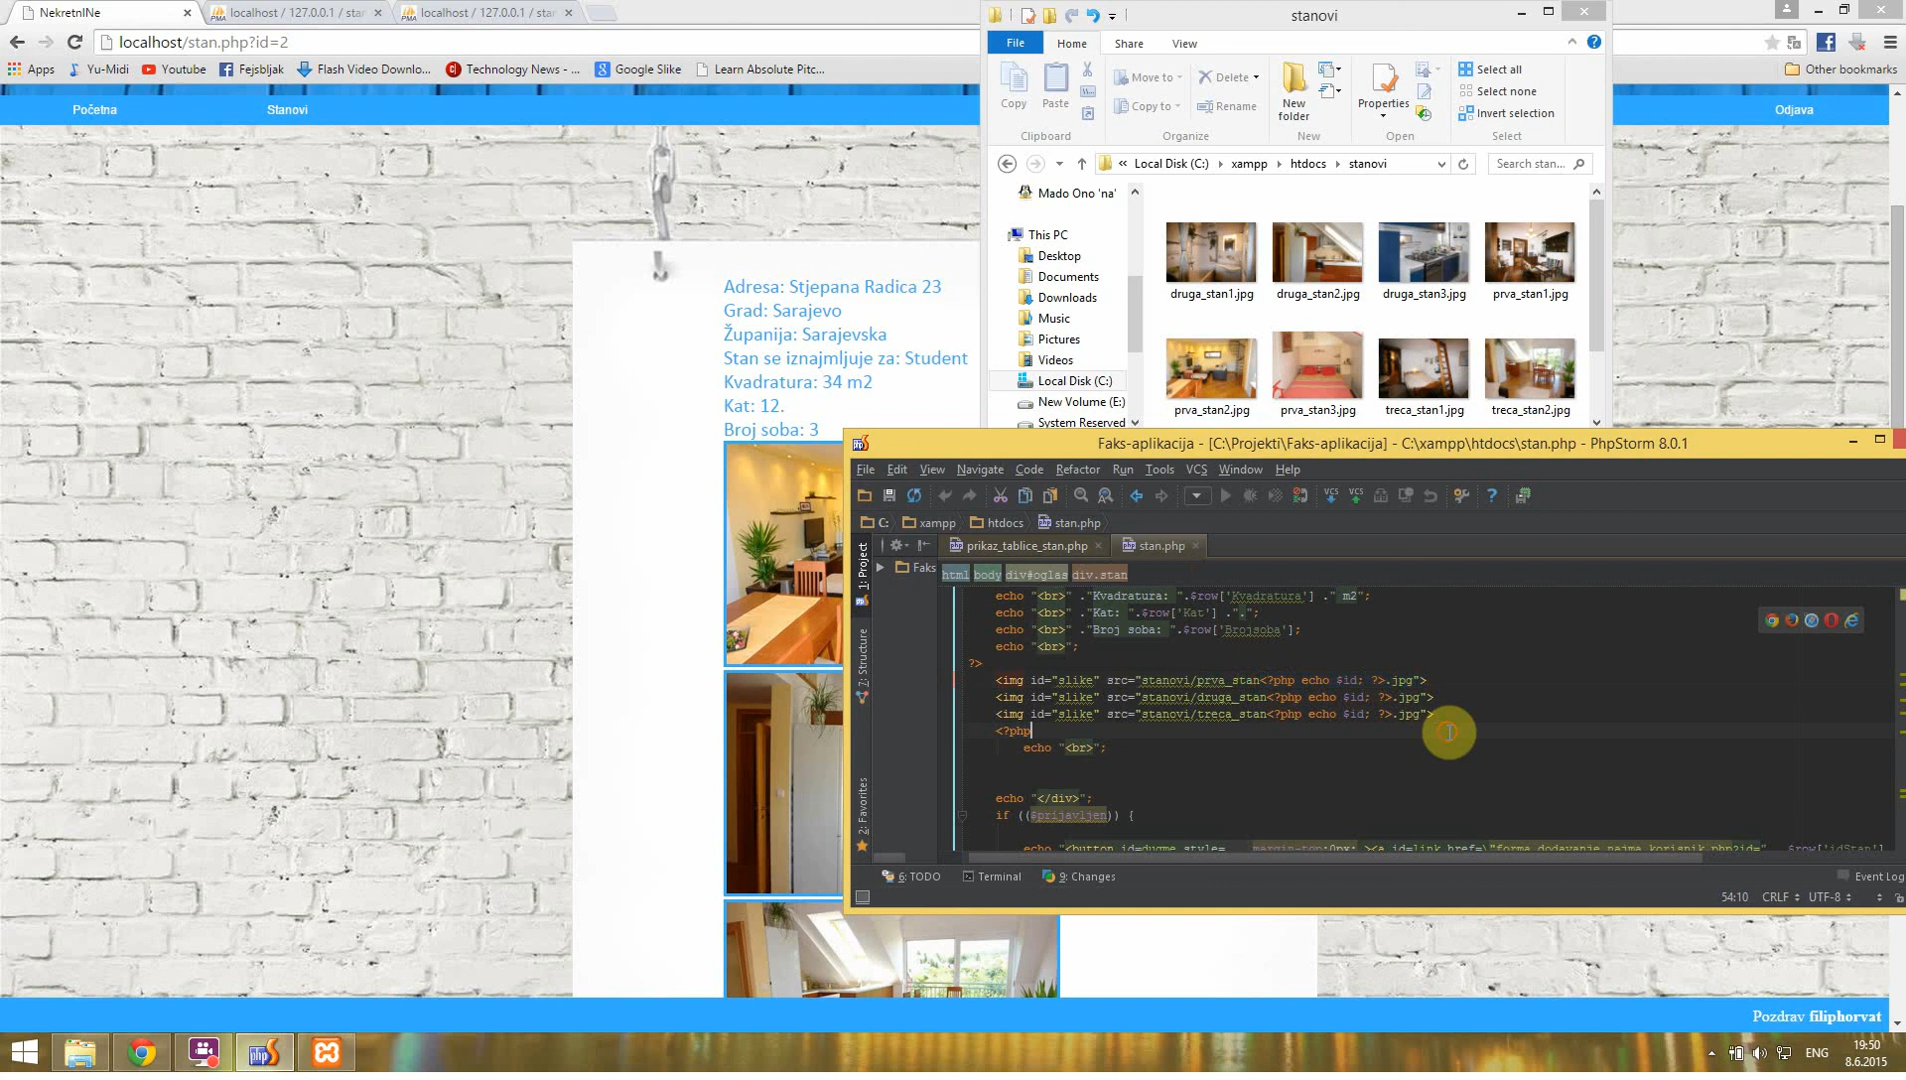 NekretnINe
localhost / 127.0.0.1 / stan
localhost / 127.0.0.1 / stan
localhost/stan.php?id=2
Apps
Yu-Midi
Youtube
Fejsbljak
Flash Video Downlo...
Technology News - ...
Google Slike
Learn Absolute Pitc...
Other bookmarks
Početna
Stanovi
Odjava
Adresa: Stjepana Radica 23
Grad: Sarajevo
Županija: Sarajevska
Stan se iznajmljuje za: Student
Kvadratura: 34 m2
Kat: 12.
Broj soba: 3
stanovi
File
Home
Share
View
Copy
Paste
Move to
Copy to
Delete
Rename
New
folder
Properties
Select all
Select none
Invert selection
Clipboard
Organize
New
Open
Select
« Local Disk (C:)
xampp
htdocs
stanovi
Search stan...
Mado Ono 'na'
This PC
Desktop
Documents
Downloads
Music
Pictures
Videos
Local Disk (C:)
New Volume (E:)
System Reserved
druga_stan1.jpg
druga_stan2.jpg
druga_stan3.jpg
prva_stan1.jpg
prva_stan2.jpg
prva_stan3.jpg
treca_stan1.jpg
treca_stan2.jpg
Faks-aplikacija - [C:\Projekti\Faks-aplikacija] - C:\xampp\htdocs\stan.php - PhpStorm 8.0.1
File Edit View Navigate Code Refactor Run Tools VCS Window Help
C:
xampp
htdocs
stan.php
1: Project
7: Structure
2: Favorites
prikaz_tablice_stan.php
stan.php
Faks
html body div#oglas div.stan
echo "<br>" ."Kvadratura: ".$row['Kvadratura'] ." m2";
echo "<br>" ."Kat: ".$row['Kat'] .".";
echo "<br>" ."Broj soba: ".$row['Brojsoba'];
echo "<br>";
?>
<img id="slike" src="stanovi/prva_stan<?php echo $id; ?>.jpg">
<img id="slike" src="stanovi/druga_stan<?php echo $id; ?>.jpg">
<img id="slike" src="stanovi/treca_stan<?php echo $id; ?>.jpg">
<?php
echo "<br>";
echo "</div>";
if (($prijavljen)) {
6: TODO
Terminal
9: Changes
Event Log
54:10
CRLF
UTF-8
Pozdrav filiphorvat
ENG
19:50
8.6.2015